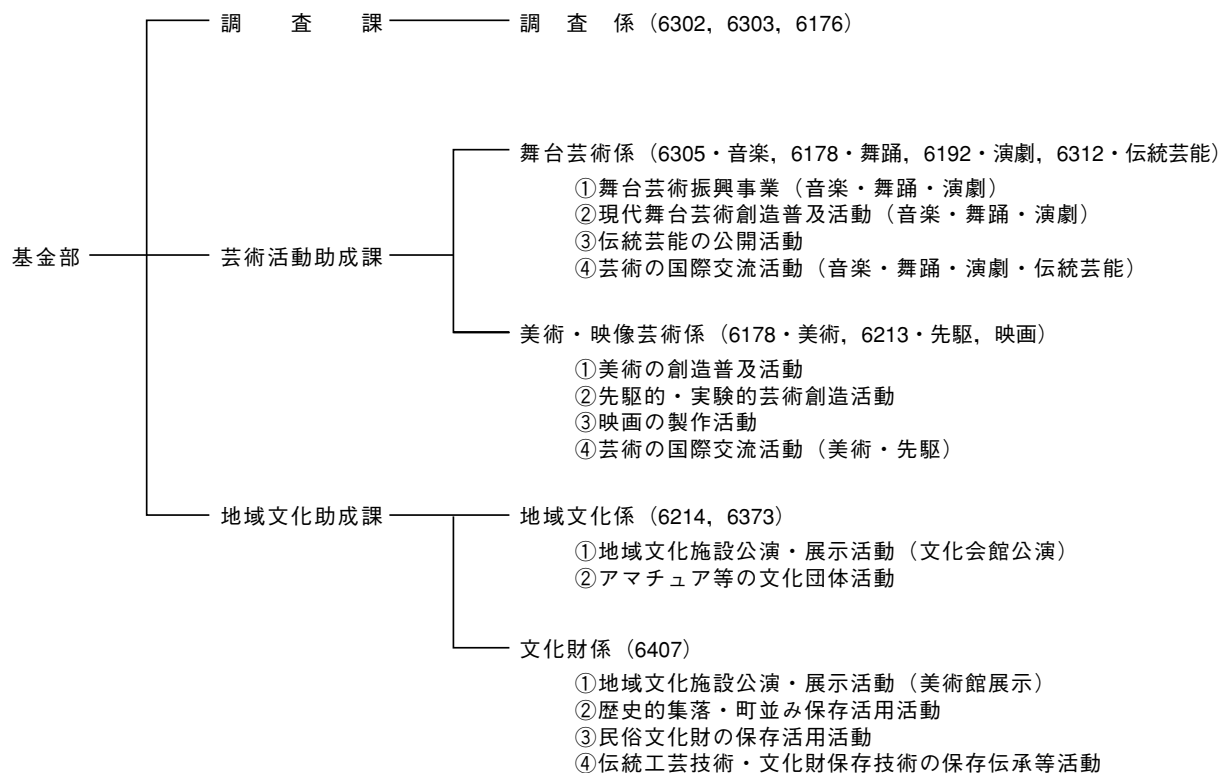 調査課 調査係（6302，6303，6176）
舞台芸術係（6305・音楽，6178・舞踊，6192・演劇，6312・伝統芸能）
①舞台芸術振興事業（音楽・舞踊・演劇）
②現代舞台芸術創造普及活動（音楽・舞踊・演劇）
③伝統芸能の公開活動
基金部 芸術活動助成課
④芸術の国際交流活動（音楽・舞踊・演劇・伝統芸能）
美術・映像芸術係（6178・美術，6213・先駆，映画）
①美術の創造普及活動
②先駆的・実験的芸術創造活動
③映画の製作活動
④芸術の国際交流活動（美術・先駆）
地域文化助成課 地域文化係（6214，6373）
①地域文化施設公演・展示活動（文化会館公演）
②アマチュア等の文化団体活動
文化財係（6407）
①地域文化施設公演・展示活動（美術館展示）
②歴史的集落・町並み保存活用活動
③民俗文化財の保存活用活動
④伝統工芸技術・文化財保存技術の保存伝承等活動